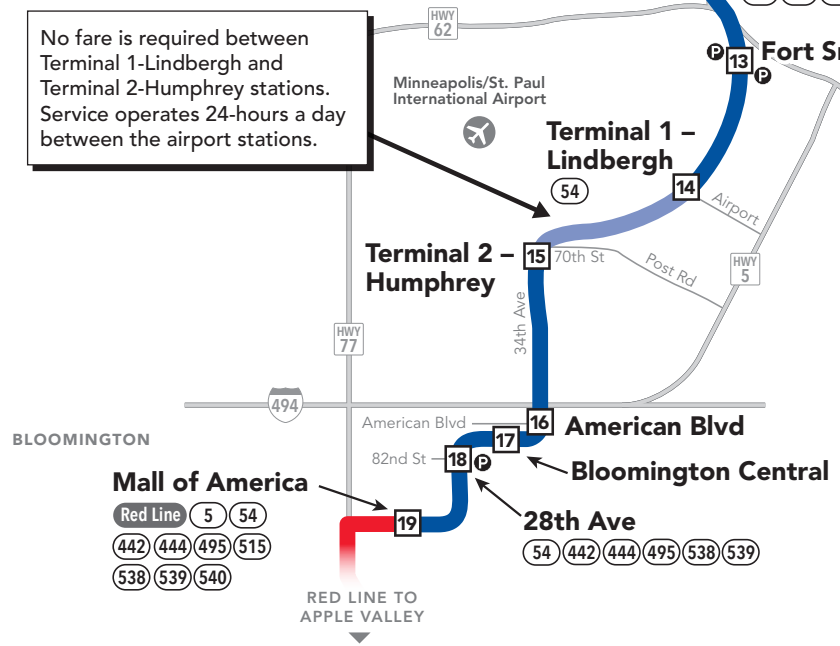 No fare is required between
Terminal 1-Lindbergh and
Terminal 2-Humphrey stations.
Service operates 24-hours a day
between the airport stations.
HWY
62
P
13
Fort
P
Minneapolis/St. Paul
International Airport
Terminal 1 –
Lindbergh
54
14
Airport
Terminal 2 –
Humphrey
15
70th St
Post Rd
HWY
5
34th Ave
HWY
77
494
BLOOMINGTON
American Blvd
16
American Blvd
17
Bloomington Central
82nd St
18
P
Mall of America
Red Line 5 54
442 444 495 515
538 539 540
19
28th Ave
54 442 444 495 538 539
RED LINE TO
APPLE VALLEY